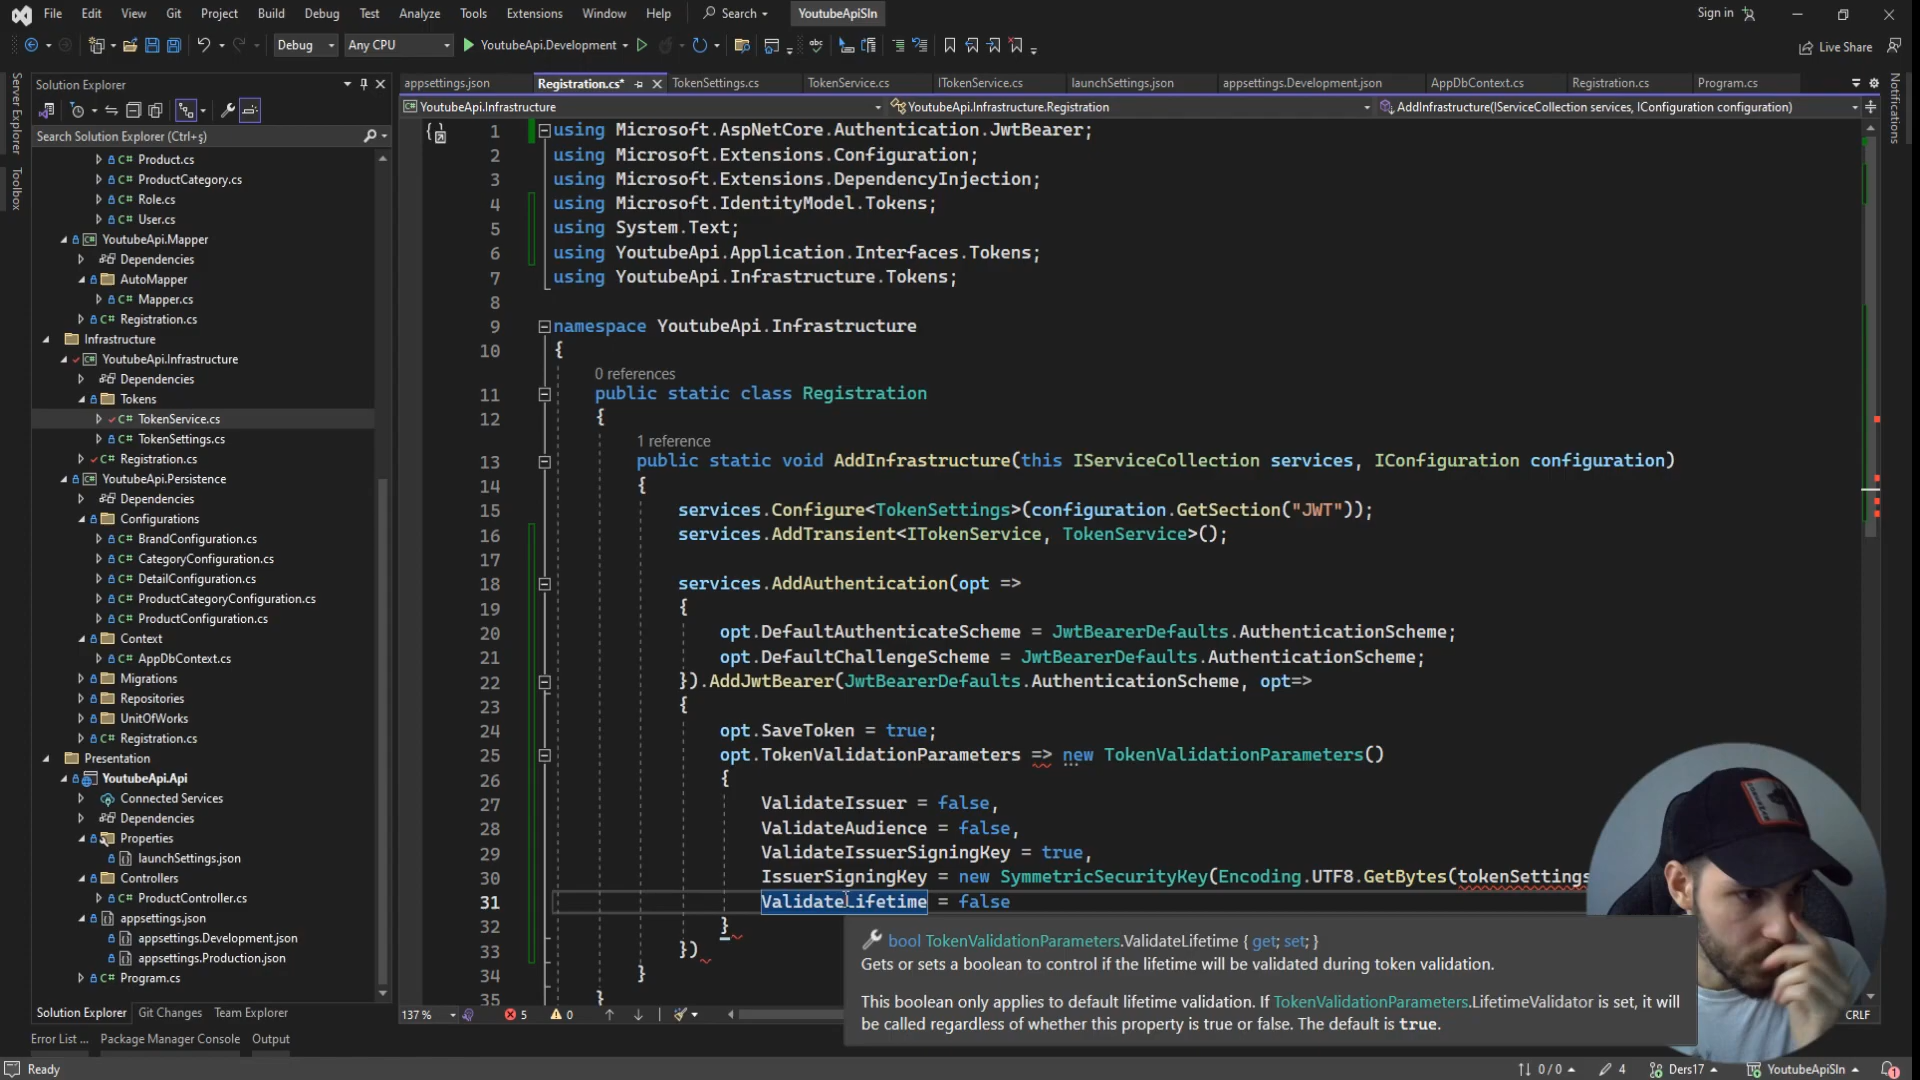 File Edit View Git Project Build Debug Test Analyze Tools Extensions Window Help Search YoutubeApiSln Sign in
Debug Any CPU YoutubeApi.Development Live Share
Server Explorer
Toolbox
Notifications
Solution Explorer
Search Solution Explorer (Ctrl+ş)
Product.cs
ProductCategory.cs
Role.cs
User.cs
YoutubeApi.Mapper
Dependencies
AutoMapper
Mapper.cs
Registration.cs
Infrastructure
YoutubeApi.Infrastructure
Dependencies
Tokens
TokenService.cs
TokenSettings.cs
Registration.cs
YoutubeApi.Persistence
Dependencies
Configurations
BrandConfiguration.cs
CategoryConfiguration.cs
DetailConfiguration.cs
ProductCategoryConfiguration.cs
ProductConfiguration.cs
Context
AppDbContext.cs
Migrations
Repositories
UnitOfWorks
Registration.cs
Presentation
YoutubeApi.Api
Connected Services
Dependencies
Properties
launchSettings.json
Controllers
ProductController.cs
appsettings.json
appsettings.Development.json
appsettings.Production.json
Program.cs
Solution Explorer Git Changes Team Explorer
appsettings.json Registration.cs* TokenSettings.cs TokenService.cs ITokenService.cs launchSettings.json appsettings.Development.json AppDbContext.cs Registration.cs Program.cs
YoutubeApi.Infrastructure YoutubeApi.Infrastructure.Registration AddInfrastructure(IServiceCollection services, IConfiguration configuration)
1 using Microsoft.AspNetCore.Authentication.JwtBearer;
2 using Microsoft.Extensions.Configuration;
3 using Microsoft.Extensions.DependencyInjection;
4 using Microsoft.IdentityModel.Tokens;
5 using System.Text;
6 using YoutubeApi.Application.Interfaces.Tokens;
7 using YoutubeApi.Infrastructure.Tokens;
8
9 namespace YoutubeApi.Infrastructure
10 {
0 references
11 public static class Registration
12 {
1 reference
13 public static void AddInfrastructure(this IServiceCollection services, IConfiguration configuration)
14 {
15 services.Configure<TokenSettings>(configuration.GetSection("JWT"));
16 services.AddTransient<ITokenService, TokenService>();
17
18 services.AddAuthentication(opt =>
19 {
20 opt.DefaultAuthenticateScheme = JwtBearerDefaults.AuthenticationScheme;
21 opt.DefaultChallengeScheme = JwtBearerDefaults.AuthenticationScheme;
22 }).AddJwtBearer(JwtBearerDefaults.AuthenticationScheme, opt=>
23 {
24 opt.SaveToken = true;
25 opt.TokenValidationParameters => new TokenValidationParameters()
26 {
27 ValidateIssuer = false,
28 ValidateAudience = false,
29 ValidateIssuerSigningKey = true,
30 IssuerSigningKey = new SymmetricSecurityKey(Encoding.UTF8.GetBytes(tokenSettings
31 ValidateLifetime = false
32 }
33 })
34 }
35 }
bool TokenValidationParameters.ValidateLifetime { get; set; }
Gets or sets a boolean to control if the lifetime will be validated during token validation.
This boolean only applies to default lifetime validation. If TokenValidationParameters.LifetimeValidator is set, it will
be called regardless of whether this property is true or false. The default is true.
137 % 5 0 CRLF
Error List ... Package Manager Console Output
Ready 0 / 0 4 Ders17 YoutubeApiSln 1